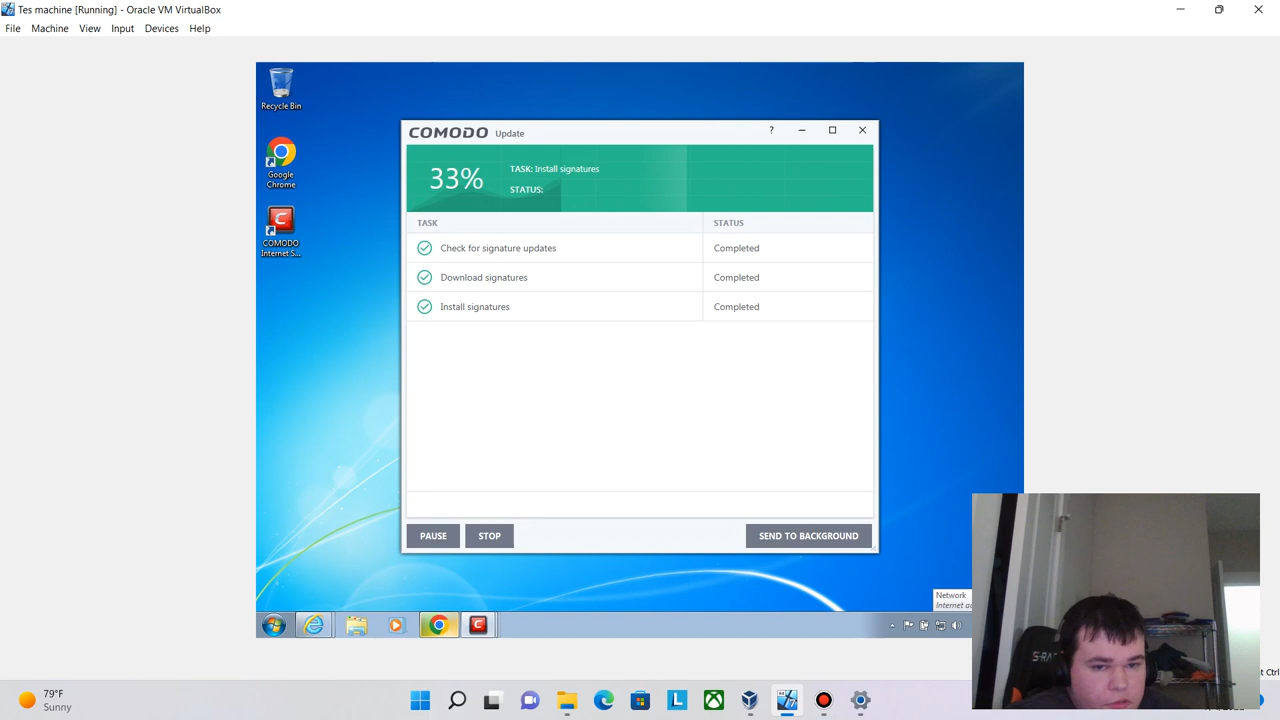 Tes machine [Running] - Oracle VM VirtualBox
File Machine View Input Devices Help
Recycle Bin
Google
Chrome
COMODO
Internet S...
COMODO Update
?
33%
TASK: Install signatures
STATUS:
TASK STATUS
Check for signature updates Completed
Download signatures Completed
Install signatures Completed
PAUSE STOP SEND TO BACKGROUND
Network
Internet
79°F
Sunny
t Ctrl